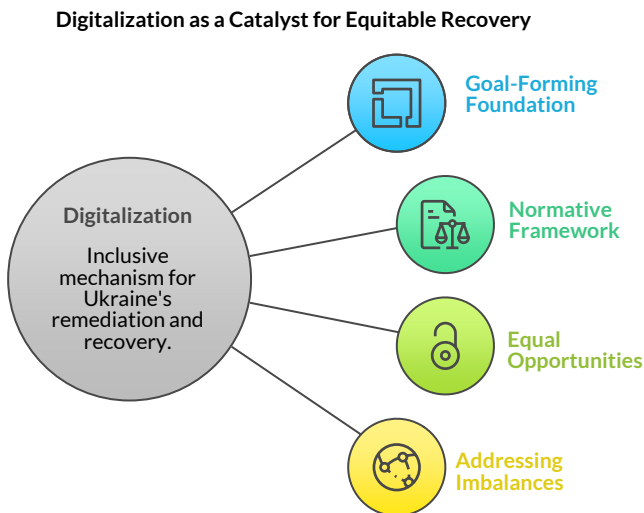 Digitalization as a Catalyst for Equitable Recovery
Goal-Forming
Foundation
Digitalization
Inclusive
mechanism for
Ukraine's
remediation and
recovery.
Normative
Framework
Equal
Opportunities
Addressing
Imbalances